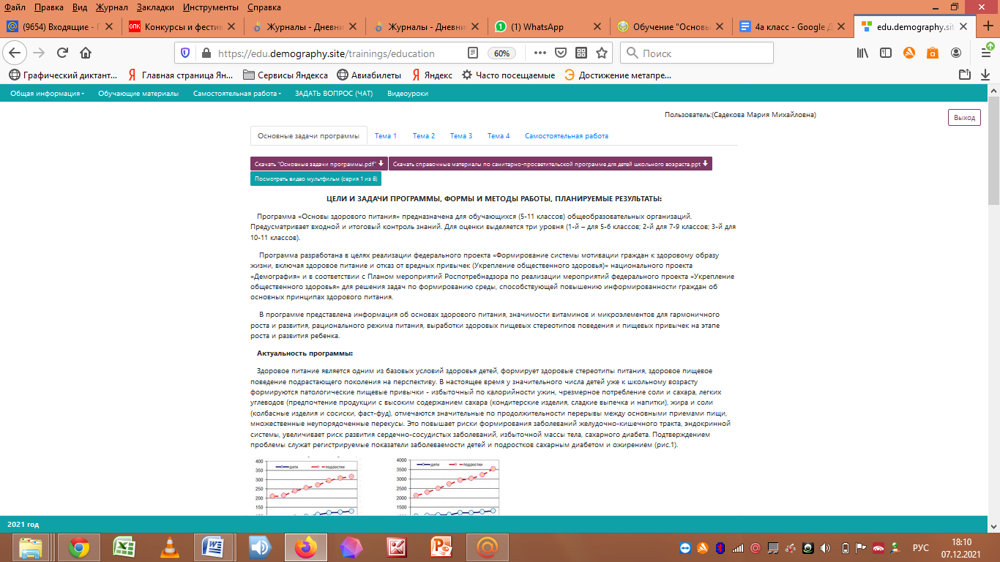 Файл Правка Вид Журнал Закладки Инструменты Справка
(9654) Входящие - Конкурсы и фестив Журналы - Дневни Журналы - Дневни (1) WhatsApp Обучение "Основы 4а класс - Google Д edu.demography.site
https://edu.demography.site/trainings/education 60% Поиск
Графический диктант... Главная страница Ян... Сервисы Яндекса Авиабилеты Яндекс Часто посещаемые Достижение метапре...
Общая информация Обучающие материалы Самостоятельная работа ЗАДАТЬ ВОПРОС (ЧАТ) Видеоуроки
Пользователь:(Садекова Мария Михайловна) Выход
Основные задачи программы Тема 1 Тема 2 Тема 3 Тема 4 Самостоятельная работа
Скачать "Основные задачи программы.pdf" Скачать справочные материалы по санитарно-просветительской программе для детей школьного возраста.ppt
Посмотреть видео мультфильм (серия 1 из 8)
ЦЕЛИ И ЗАДАЧИ ПРОГРАММЫ, ФОРМЫ И МЕТОДЫ РАБОТЫ, ПЛАНИРУЕМЫЕ РЕЗУЛЬТАТЫ:
Программа «Основы здорового питания» предназначена для обучающихся (5-11 классов) общеобразовательных организаций.
Предусматривает входной и итоговый контроль знаний. Для оценки выделяется три уровня (1-й – для 5-6 классов; 2-й для 7-9 классов; 3-й для
10-11 классов).
Программа разработана в целях реализации федерального проекта «Формирование системы мотивации граждан к здоровому образу
жизни, включая здоровое питание и отказ от вредных привычек (Укрепление общественного здоровья)» национального проекта
«Демография» и в соответствии с Планом мероприятий Роспотребнадзора по реализации мероприятий федерального проекта «Укрепление
общественного здоровья» для решения задач по формированию среды, способствующей повышению информированности граждан об
основных принципах здорового питания.
В программе представлена информация об основах здорового питания, значимости витаминов и микроэлементов для гармоничного
роста и развития, рационального режима питания, выработки здоровых пищевых стереотипов поведения и пищевых привычек на этапе
роста и развития ребенка.
Актуальность программы:
Здоровое питание является одним из базовых условий здоровья детей, формирует здоровые стереотипы питания, здоровое пищевое
поведение подрастающего поколения на перспективу. В настоящее время у значительного числа детей уже к школьному возрасту
формируются патологические пищевые привычки - избыточный по калорийности ужин, чрезмерное потребление соли и сахара, легких
углеводов (предпочтение продукции с высоким содержанием сахара (кондитерские изделия, сладкие выпечка и напитки), жира и соли
(колбасные изделия и сосиски, фаст-фуд), отмечаются значительные по продолжительности перерывы между основными приемами пищи,
множественные неупорядоченные перекусы. Это повышает риски формирования заболеваний желудочно-кишечного тракта, эндокринной
системы, увеличивает риск развития сердечно-сосудистых заболеваний, избыточной массы тела, сахарного диабета. Подтверждением
проблемы служат регистрируемые показатели заболеваемости детей и подростков сахарным диабетом и ожирением (рис.1).
400 дети подростки 4000 дети подростки
350 3500
300 3000
250 2500
200 2000
150 1000
2021 год
РУС 18:10
07.12.2021